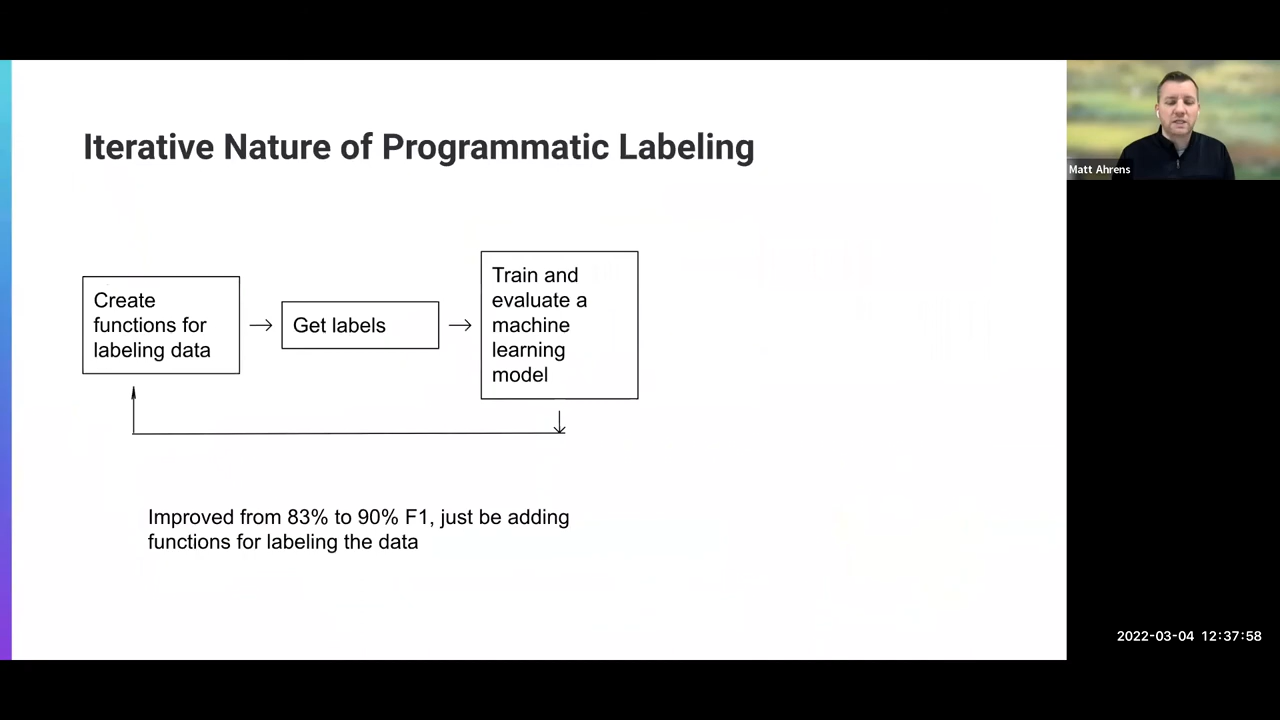 Iterative Nature of Programmatic Labeling
Create
functions for
labeling data
Get labels
Train and
evaluate a
machine
learning
model
Improved from 83% to 90% F1, just be adding
functions for labeling the data
Matt Ahrens
2022-03-04 12:37:58